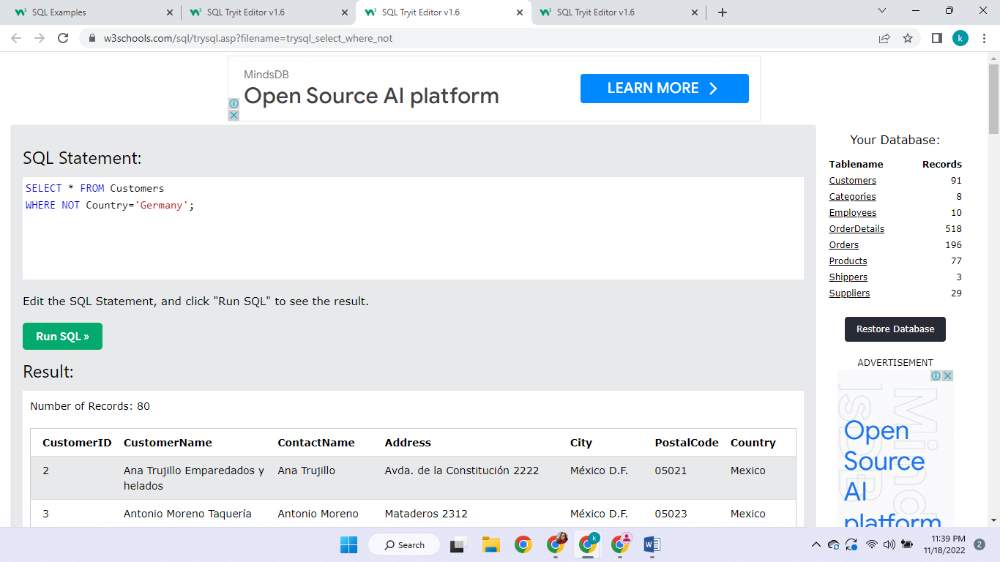 SQL Examples
SQL Tryit Editor v1.6
SQL Tryit Editor v1.6
SQL Tryit Editor v1.6
w3schools.com/sql/trysql.asp?filename=trysql_select_where_not
k
MindsDB
Open Source AI platform
LEARN MORE
SQL Statement:
SELECT * FROM Customers
WHERE NOT Country='Germany';
Edit the SQL Statement, and click "Run SQL" to see the result.
Run SQL »
Result:
Number of Records: 80
CustomerID CustomerName ContactName Address City PostalCode Country
2 Ana Trujillo Emparedados y helados Ana Trujillo Avda. de la Constitución 2222 México D.F. 05021 Mexico
3 Antonio Moreno Taquería Antonio Moreno Mataderos 2312 México D.F. 05023 Mexico
Your Database:
Tablename Records
Customers 91
Categories 8
Employees 10
OrderDetails 518
Orders 196
Products 77
Shippers 3
Suppliers 29
Restore Database
ADVERTISEMENT
MindsDB
Open
Source
AI
platform
Search
k
W
11:39 PM
11/18/2022
2